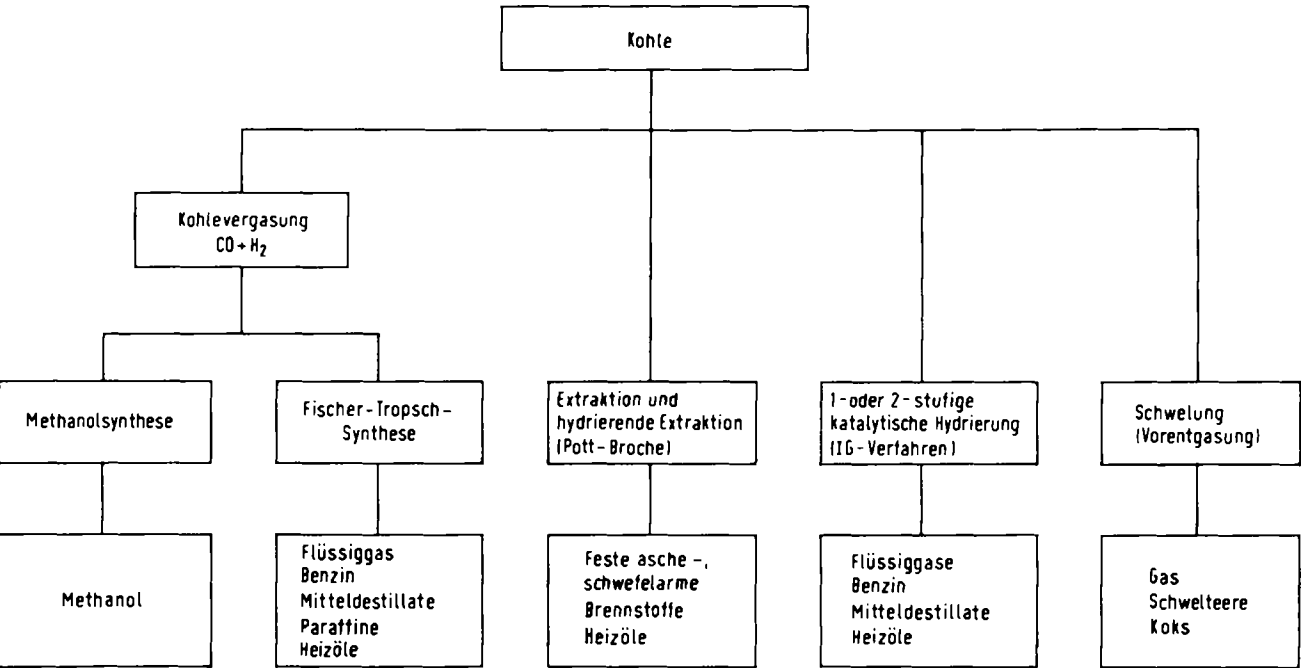 Kohle
Kohlevergasung
CO+H₂
Methanolsynthese
Fischer-Tropsch-
Synthese
Extraktion und
hydrierende Extraktion
(Pott-Broche)
1-oder 2-stufige
katalytische Hydrierung
(IG-Verfahren)
Schwelung
(Vorentgasung)
Methanol
Flüssiggas
Benzin
Mitteldestillate
Paraffine
Heizöle
Feste asche-,
schwefelarme
Brennstoffe
Heizöle
Flüssiggase
Benzin
Mitteldestillate
Heizöle
Gas
Schwelteere
Koks